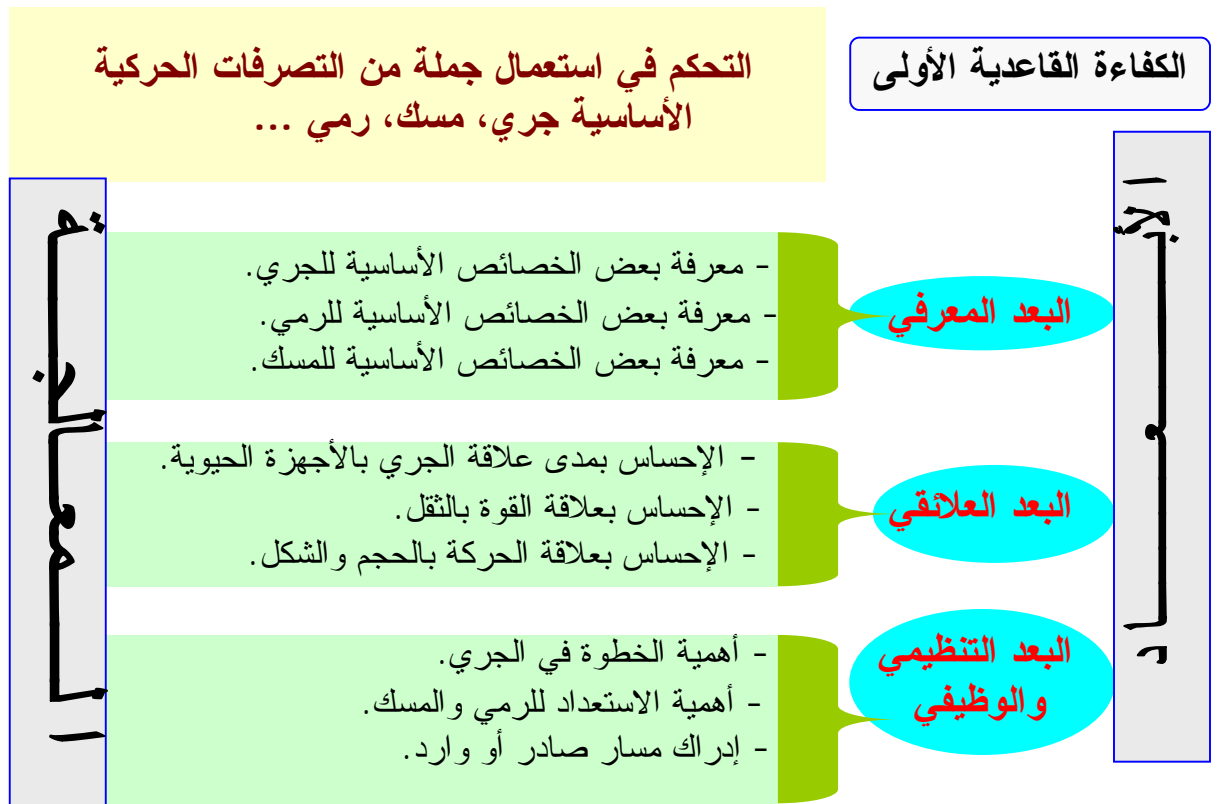 الكفاءة القاعدية الأولى
التحكم في استعمال جملة من التصرفات الحركية
الأساسية جري، مسك، رمي ...
الأبـــعـــاد
المـعـالجـــة
البعد المعرفي
- معرفة بعض الخصائص الأساسية للجري.
- معرفة بعض الخصائص الأساسية للرمي.
- معرفة بعض الخصائص الأساسية للمسك.
البعد العلائقي
- الإحساس بمدى علاقة الجري بالأجهزة الحيوية.
- الإحساس بعلاقة القوة بالثقل.
- الإحساس بعلاقة الحركة بالحجم والشكل.
البعد التنظيمي
والوظيفي
- أهمية الخطوة في الجري.
- أهمية الاستعداد للرمي والمسك.
- إدراك مسار صادر أو وارد.